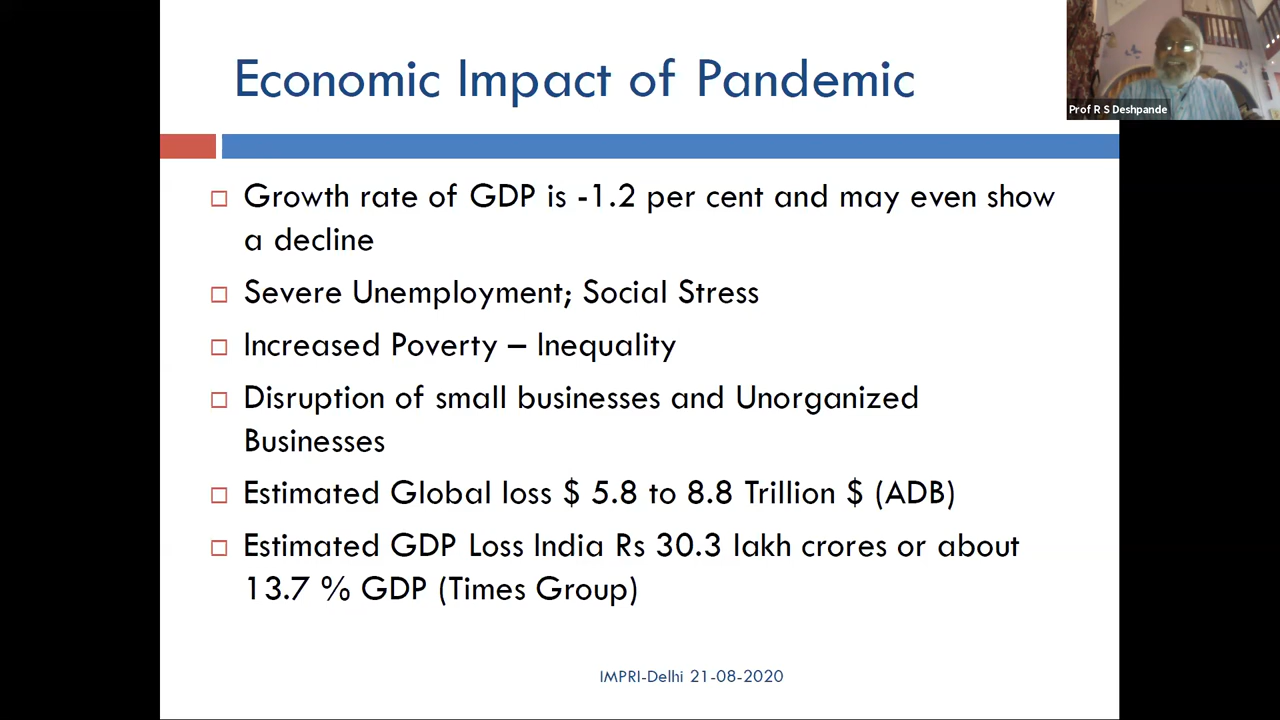 Economic Impact of Pandemic
Prof R S Deshpande
Growth rate of GDP is -1.2 per cent and may even show
a decline
Severe Unemployment; Social Stress
Increased Poverty – Inequality
Disruption of small businesses and Unorganized
Businesses
Estimated Global loss $ 5.8 to 8.8 Trillion $ (ADB)
Estimated GDP Loss India Rs 30.3 lakh crores or about
13.7 % GDP (Times Group)
IMPRI-Delhi 21-08-2020